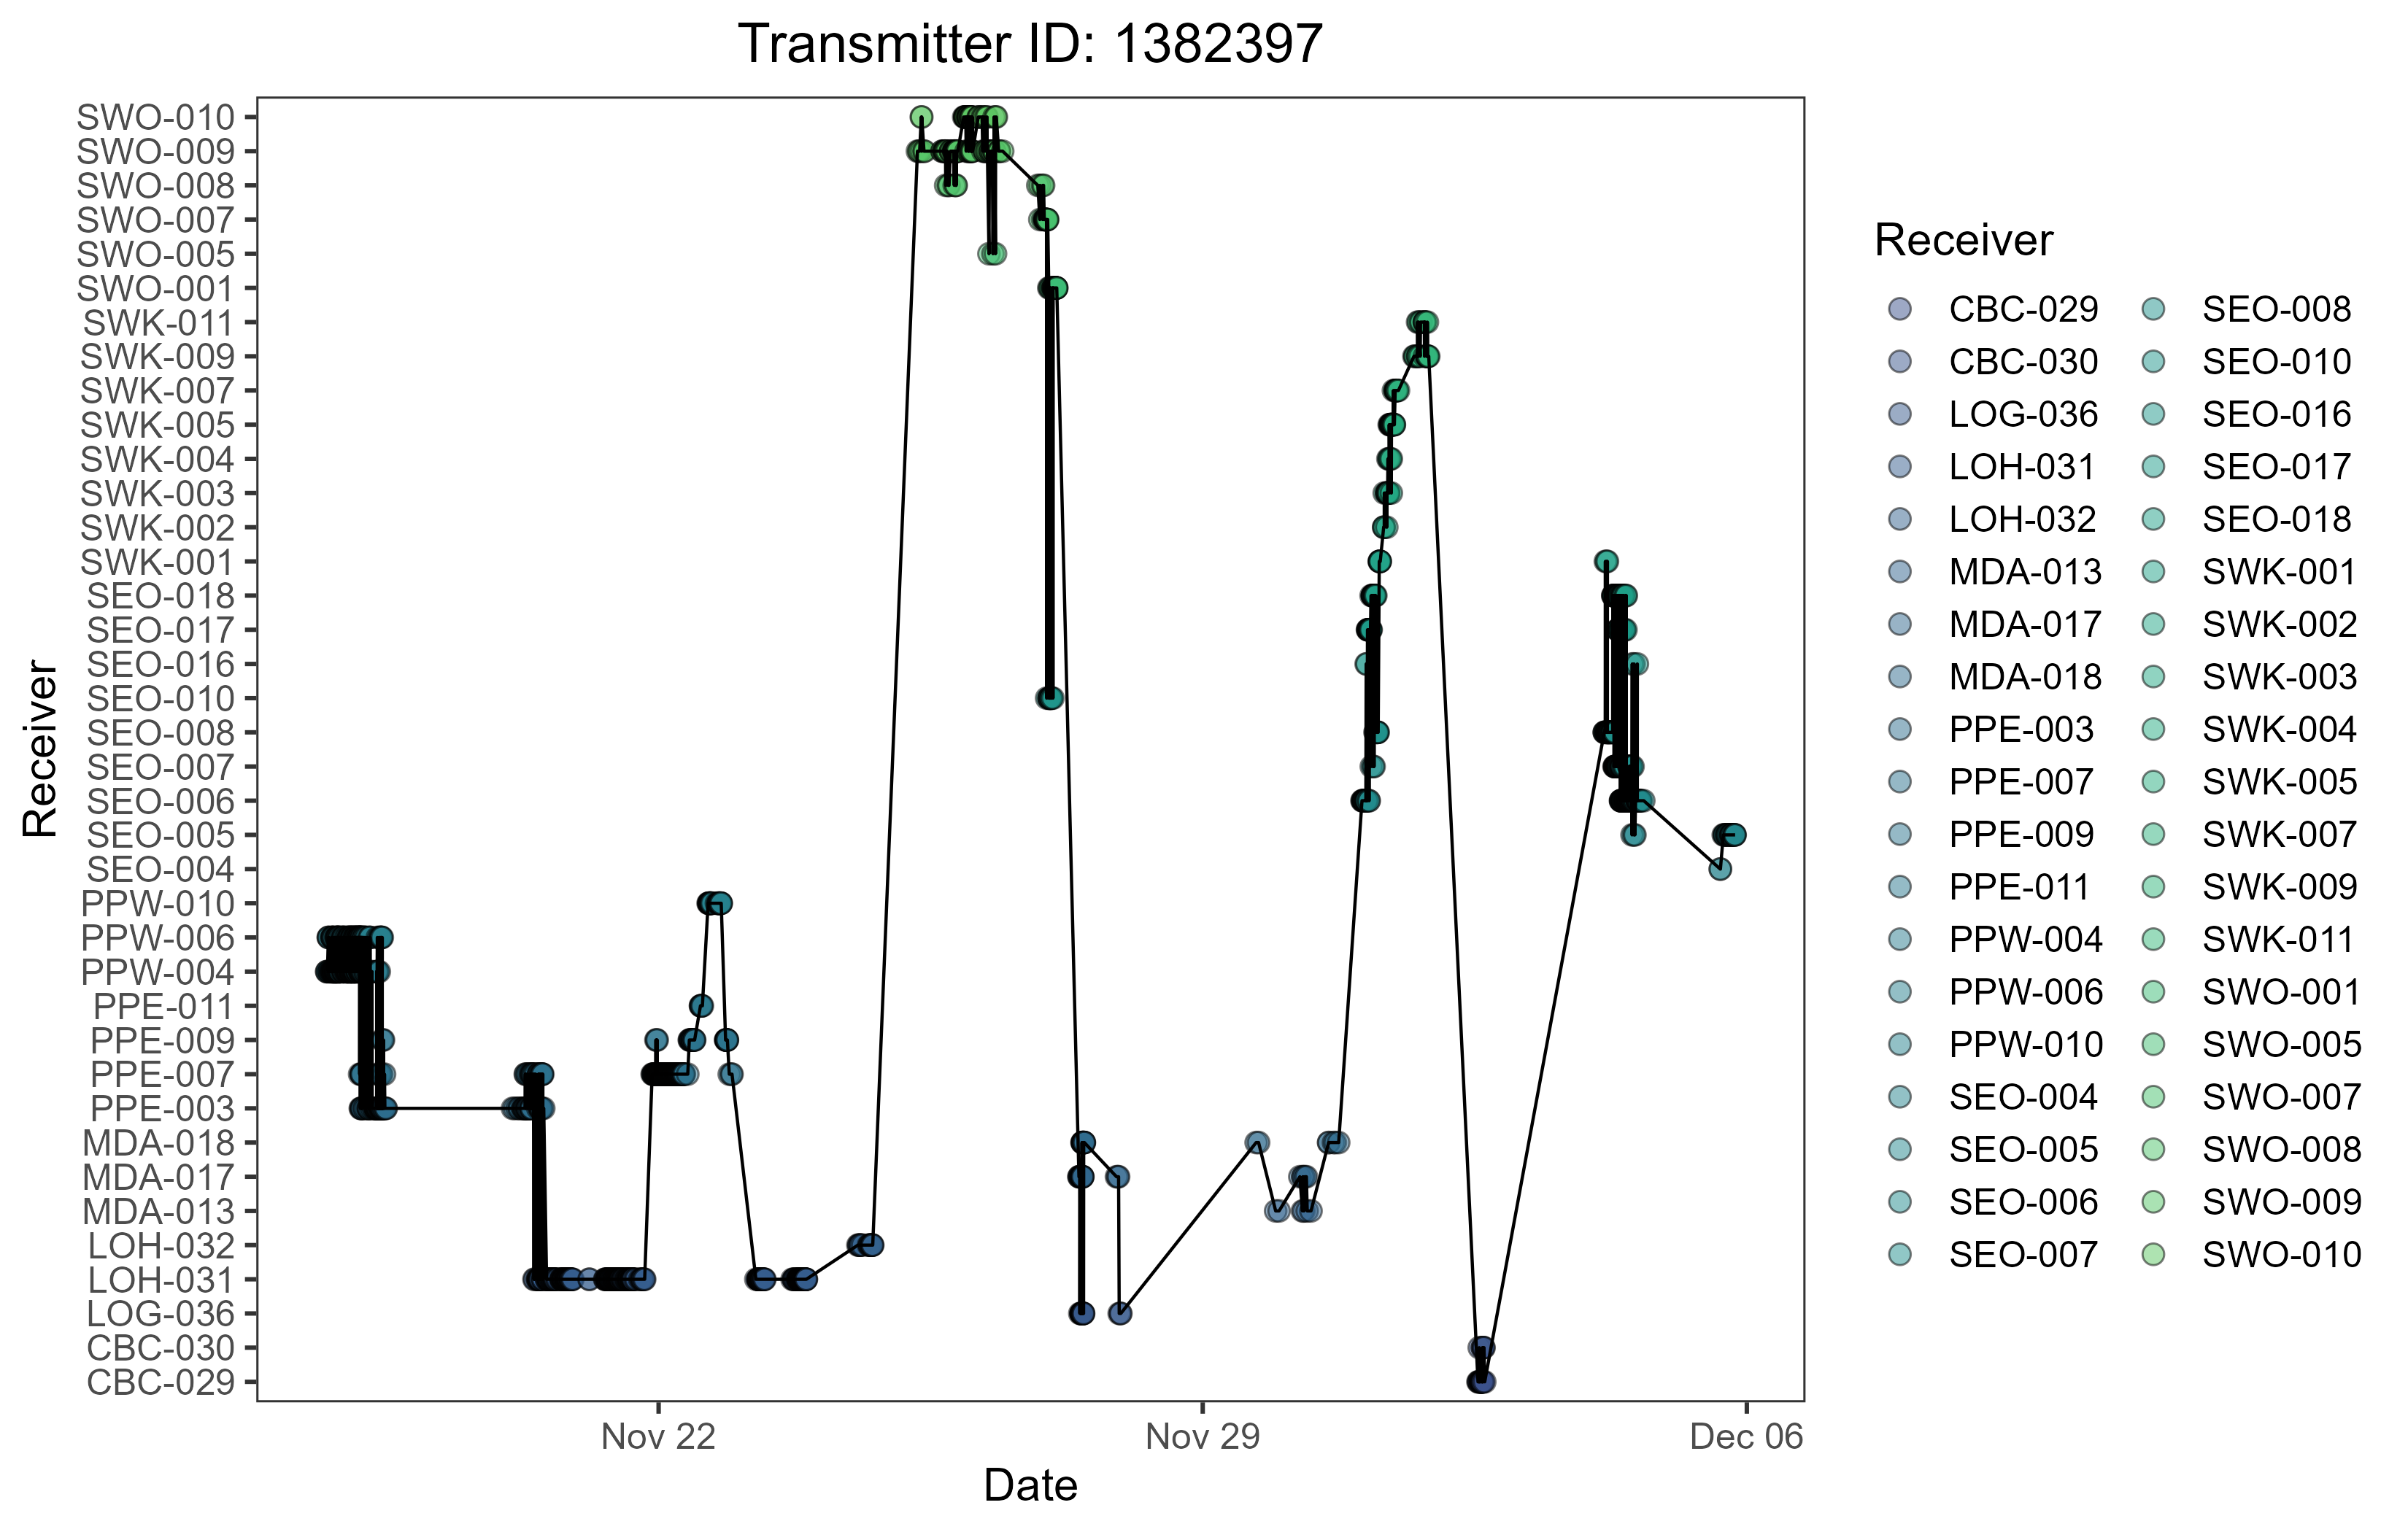 Transmitter ID: 1382397
SWO-010
SWO-009
SWO-008
SWO-007
SWO-005
SWO-001
SWK-011
SWK-009
SWK-007
SWK-005
SWK-004
SWK-003
SWK-002
SWK-001
SEO-018
SEO-017
SEO-016
SEO-010
SEO-008
SEO-007
SEO-006
SEO-005
SEO-004
PPW-010
PPW-006
PPW-004
PPE-011
PPE-009
PPE-007
PPE-003
MDA-018
MDA-017
MDA-013
LOH-032
LOH-031
LOG-036
CBC-030
CBC-029
Receiver
Nov 22
Nov 29
Dec 06
Date
Receiver
CBC-029
CBC-030
LOG-036
LOH-031
LOH-032
MDA-013
MDA-017
MDA-018
PPE-003
PPE-007
PPE-009
PPE-011
PPW-004
PPW-006
PPW-010
SEO-004
SEO-005
SEO-006
SEO-007
SEO-008
SEO-010
SEO-016
SEO-017
SEO-018
SWK-001
SWK-002
SWK-003
SWK-004
SWK-005
SWK-007
SWK-009
SWK-011
SWO-001
SWO-005
SWO-007
SWO-008
SWO-009
SWO-010